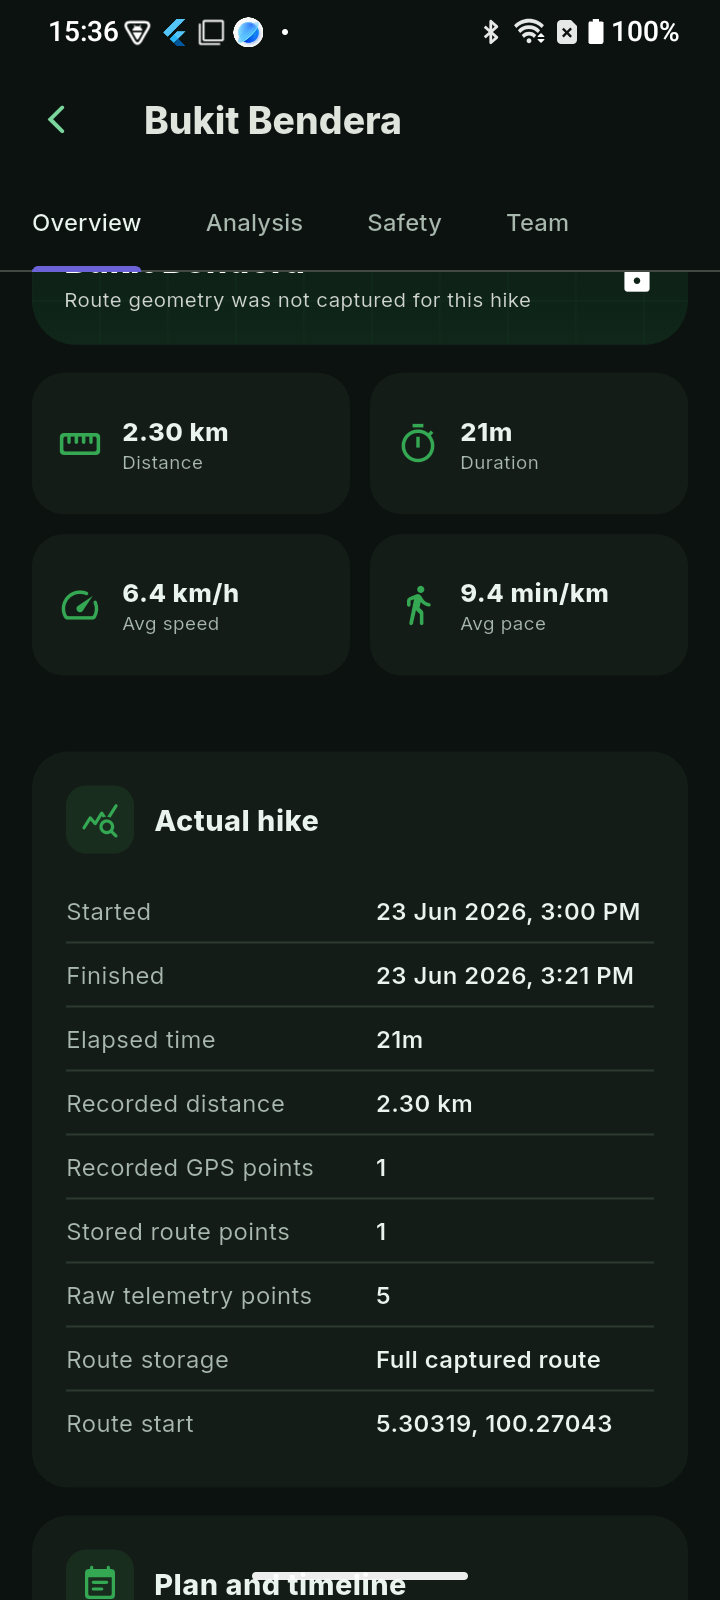 15:36
100%
Bukit Bendera
Overview Analysis Safety Team
Route geometry was not captured for this hike
2.30 km
Distance
21m
Duration
6.4 km/h
Avg speed
9.4 min/km
Avg pace
Actual hike
Started 23 Jun 2026, 3:00 PM
Finished 23 Jun 2026, 3:21 PM
Elapsed time 21m
Recorded distance 2.30 km
Recorded GPS points 1
Stored route points 1
Raw telemetry points 5
Route storage Full captured route
Route start 5.30319, 100.27043
Plan and timeline